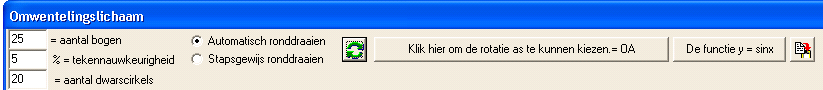 Omwentelingslichaam
25 = aantal bogen
5 % = tekennauwkeurigheid
20 = aantal dwarscirkels
Automatisch ronddraaien
Stapsgewijs ronddraaien
Klik hier om de rotatie as te kunnen kiezen.= OA
De functie y = sinx